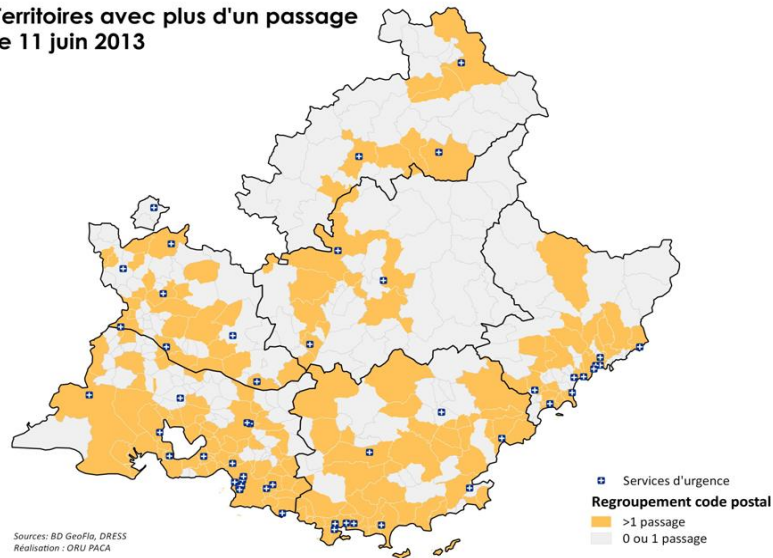 erritoires avec plus d'un passage
e 11 juin 2013
Services d'urgence
Regroupement code postal
>1 passage
0 ou 1 passage
Sources: BD GeoFla, DRESS
Réalisation : ORU PACA